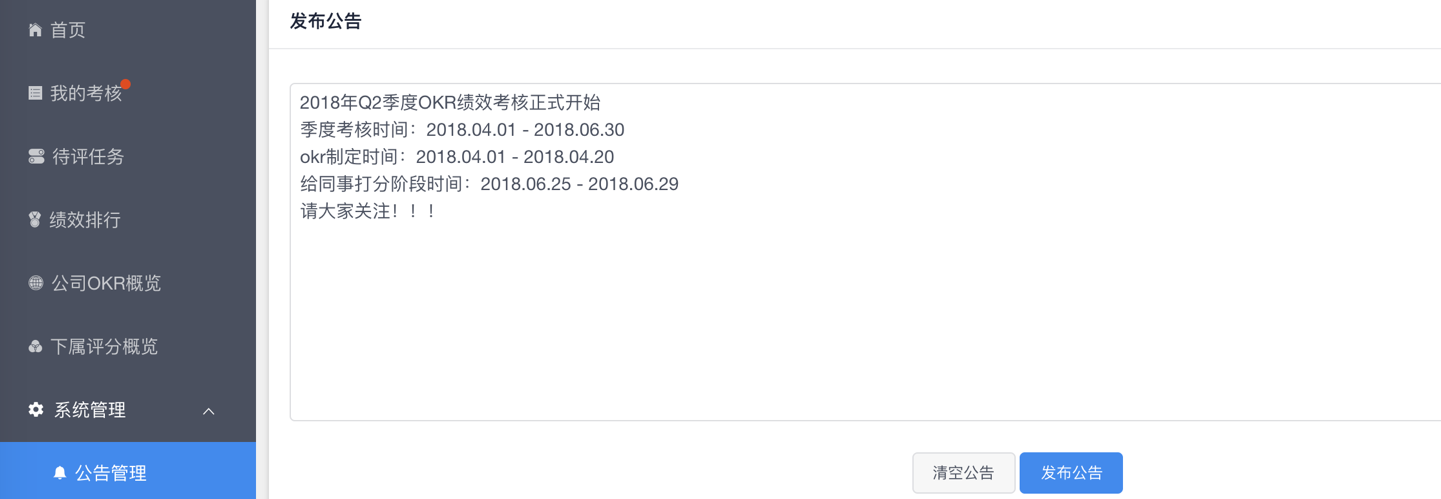 首页
我的考核
待评任务
绩效排行
公司OKR概览
下属评分概览
系统管理
公告管理
发布公告
2018年Q2季度OKR绩效考核正式开始
季度考核时间：2018.04.01 - 2018.06.30
okr制定时间：2018.04.01 - 2018.04.20
给同事打分阶段时间：2018.06.25 - 2018.06.29
请大家关注！！！
清空公告
发布公告